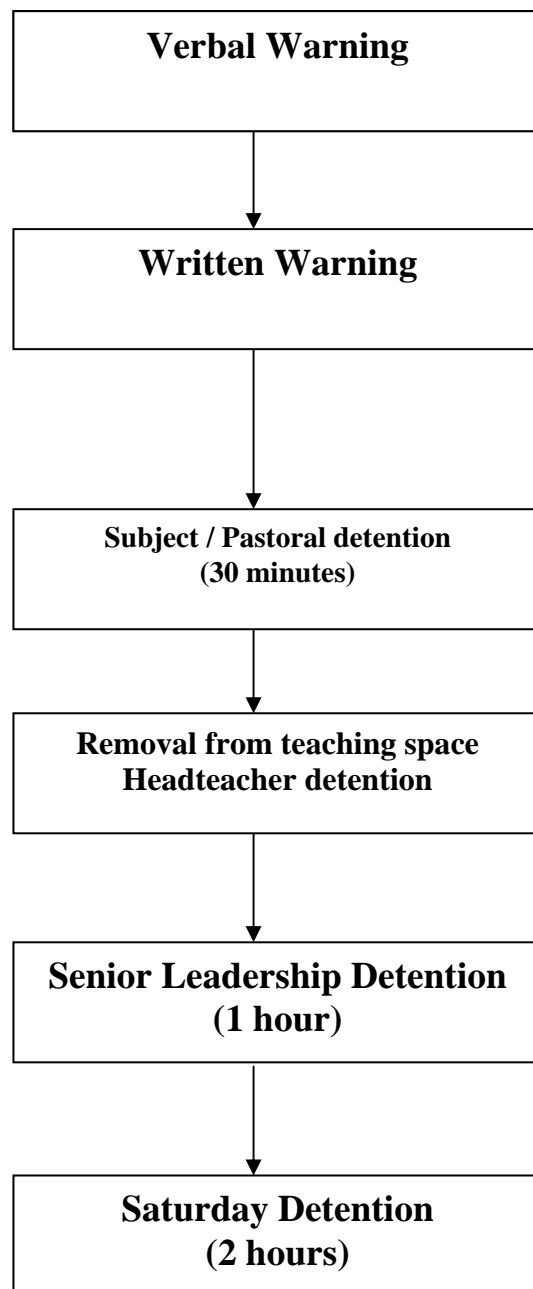 Verbal Warning
Written Warning
Subject / Pastoral detention
(30 minutes)
Removal from teaching space
Headteacher detention
Senior Leadership Detention
(1 hour)
Saturday Detention
(2 hours)